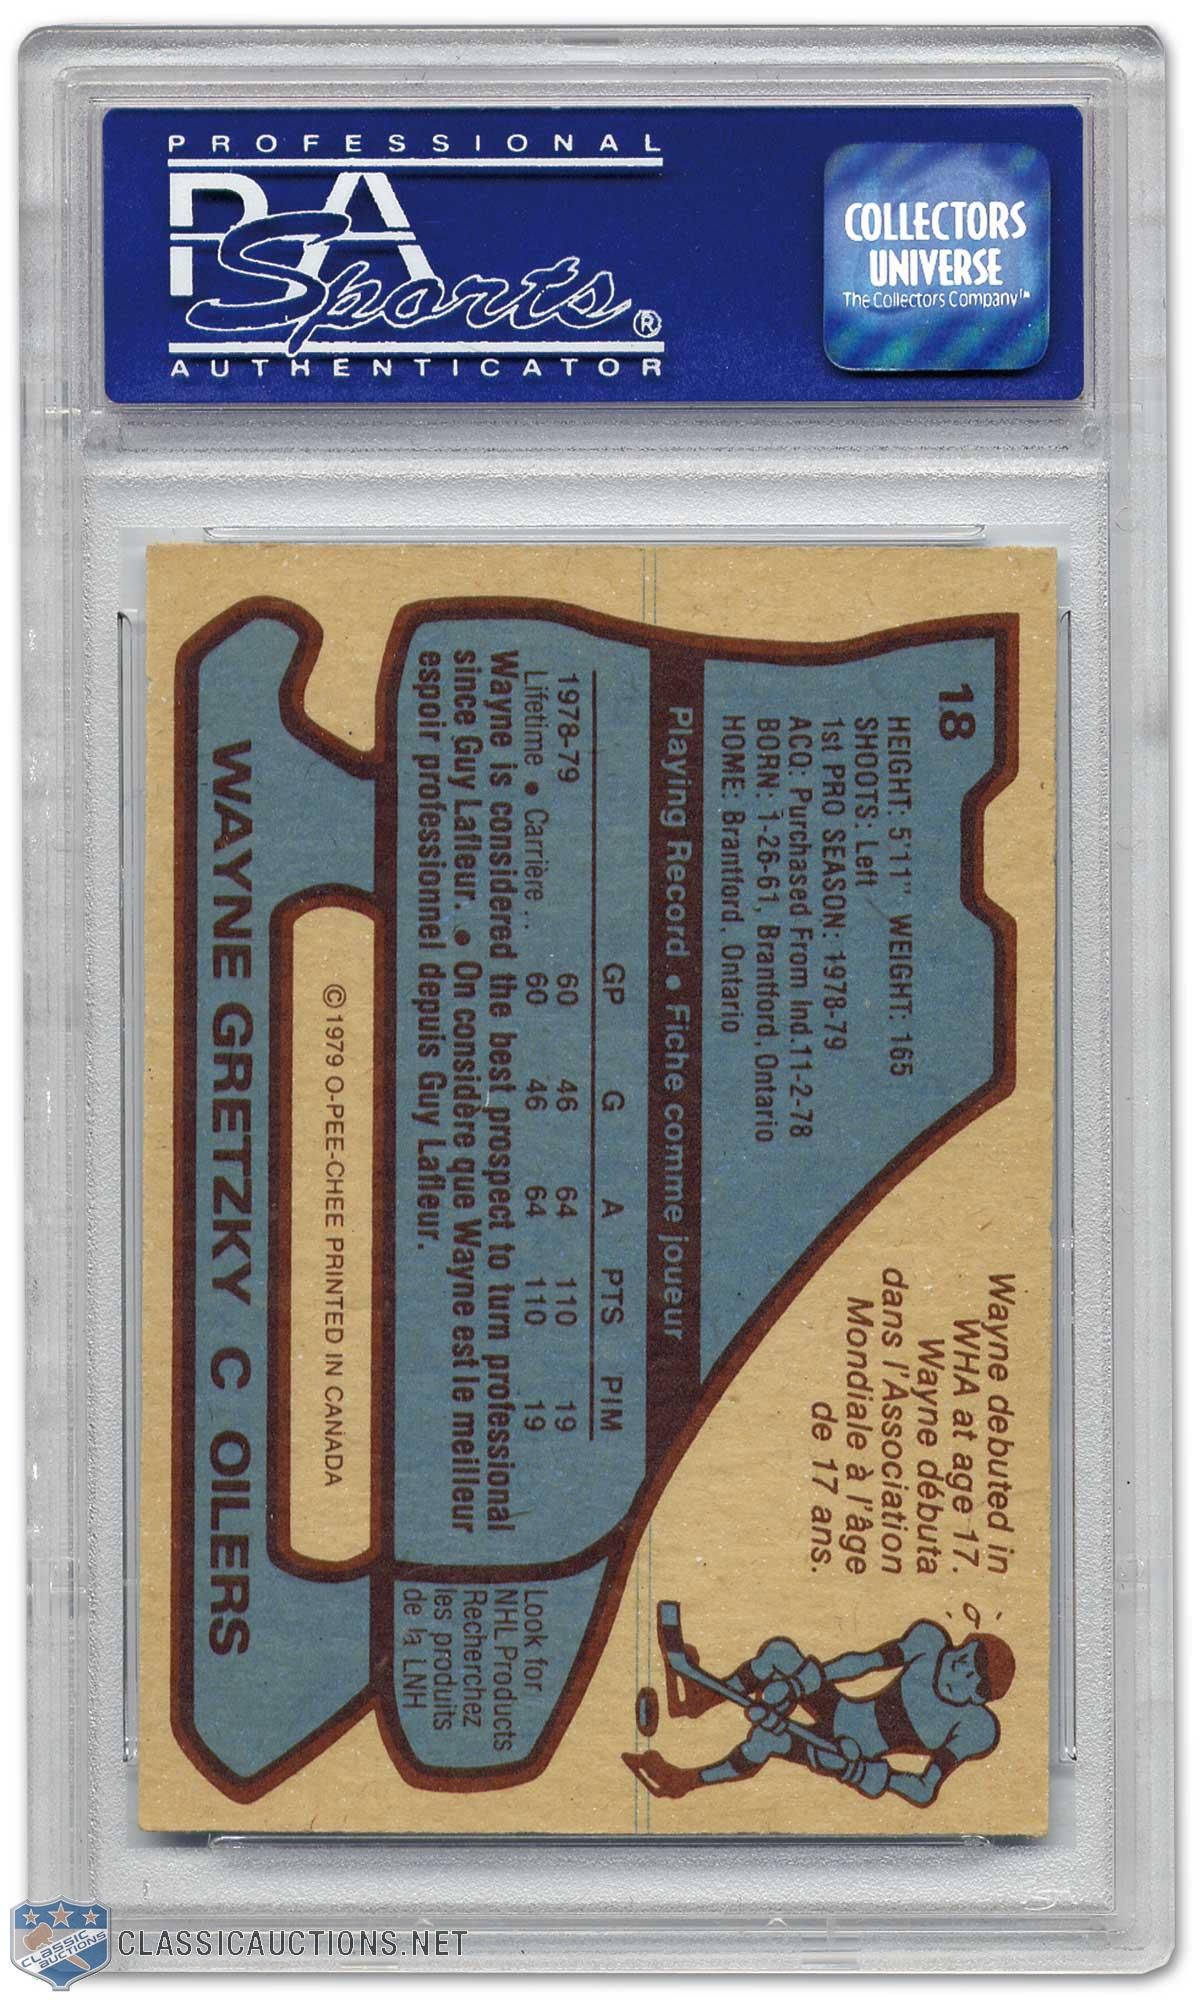 PROFESSIONAL
PSA
Sports®
AUTHENTICATOR
COLLECTORS
UNIVERSE
The Collectors Company™
18
HEIGHT: 5'11" WEIGHT: 165
SHOOTS: Left
1st PRO SEASON: 1978-79
ACQ: Purchased From Ind. 11-2-78
BORN: 1-26-61, Brantford, Ontario
HOME: Brantford, Ontario
Wayne debuted in
WHA at age 17.
Wayne débuta
dans l'Association
Mondiale à l'âge
de 17 ans.
Playing Record • Fiche comme joueur
GP G A PTS PIM
1978-79 60 46 64 110 19
Lifetime • Carrière .. 60 46 64 110 19
Wayne is considered the best prospect to turn professional
since Guy Lafleur. • On considère que Wayne est le meilleur
espoir professionnel depuis Guy Lafleur.
Look for
NHL Products
Recherchez
les produits
de la LNH
©1979 O-PEE-CHEE PRINTED IN CANADA
WAYNE GRETZKY C OILERS
CLASSIC
AUCTIONS
CLASSICAUCTIONS.NET